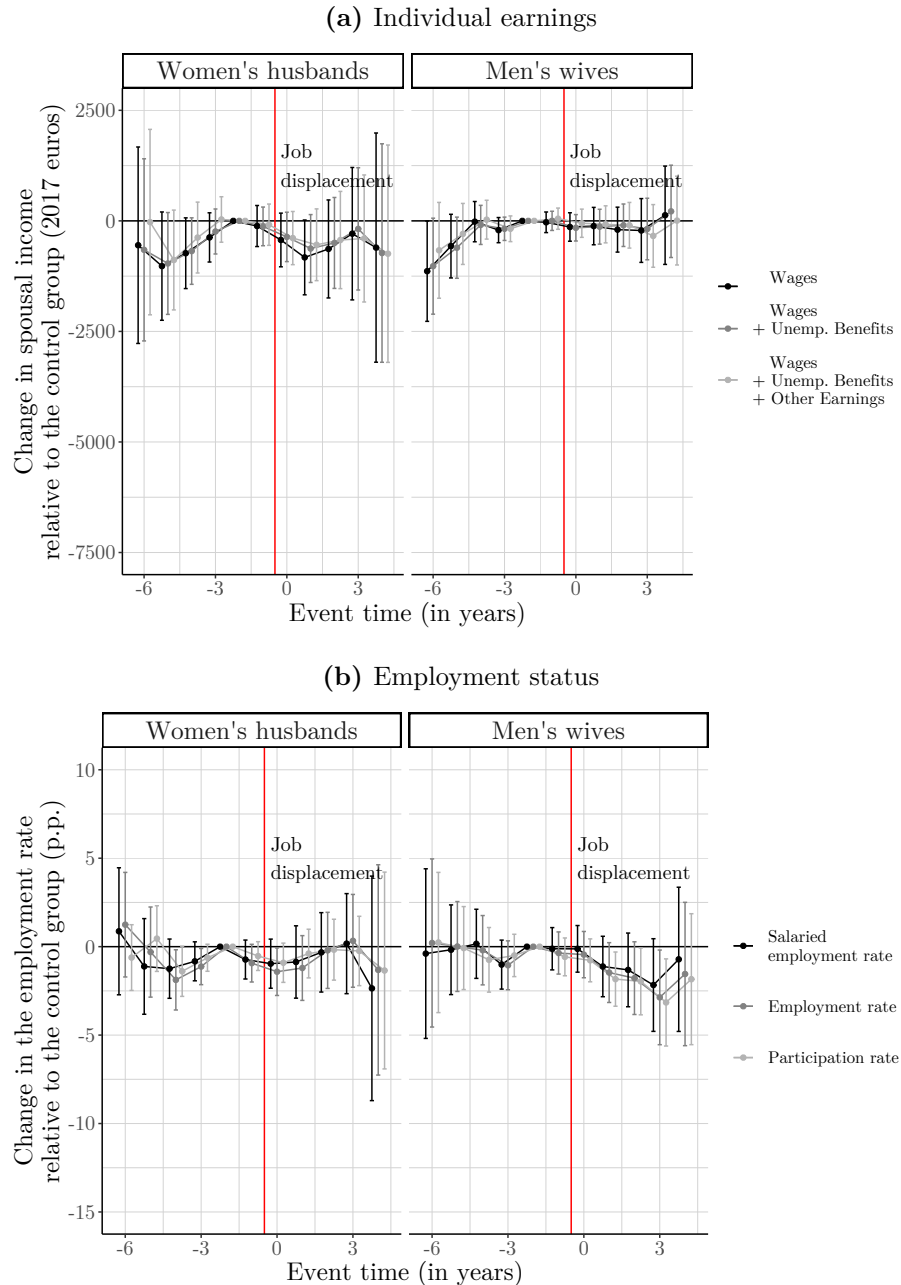 (a) Individual earnings
Women's husbands
Men's wives
Change in spousal income
relative to the control group (2017 euros)
2500
0
-2500
-5000
-7500
Job
displacement
Job
displacement
-6
-3
0
3
-6
-3
0
3
Event time (in years)
Wages
Wages
+ Unemp. Benefits
Wages
+ Unemp. Benefits
+ Other Earnings
(b) Employment status
Women's husbands
Men's wives
Change in the employment rate
relative to the control group (p.p.)
10
5
0
-5
-10
-15
Job
displacement
Job
displacement
-6
-3
0
3
-6
-3
0
3
Event time (in years)
Salaried
employment rate
Employment rate
Participation rate